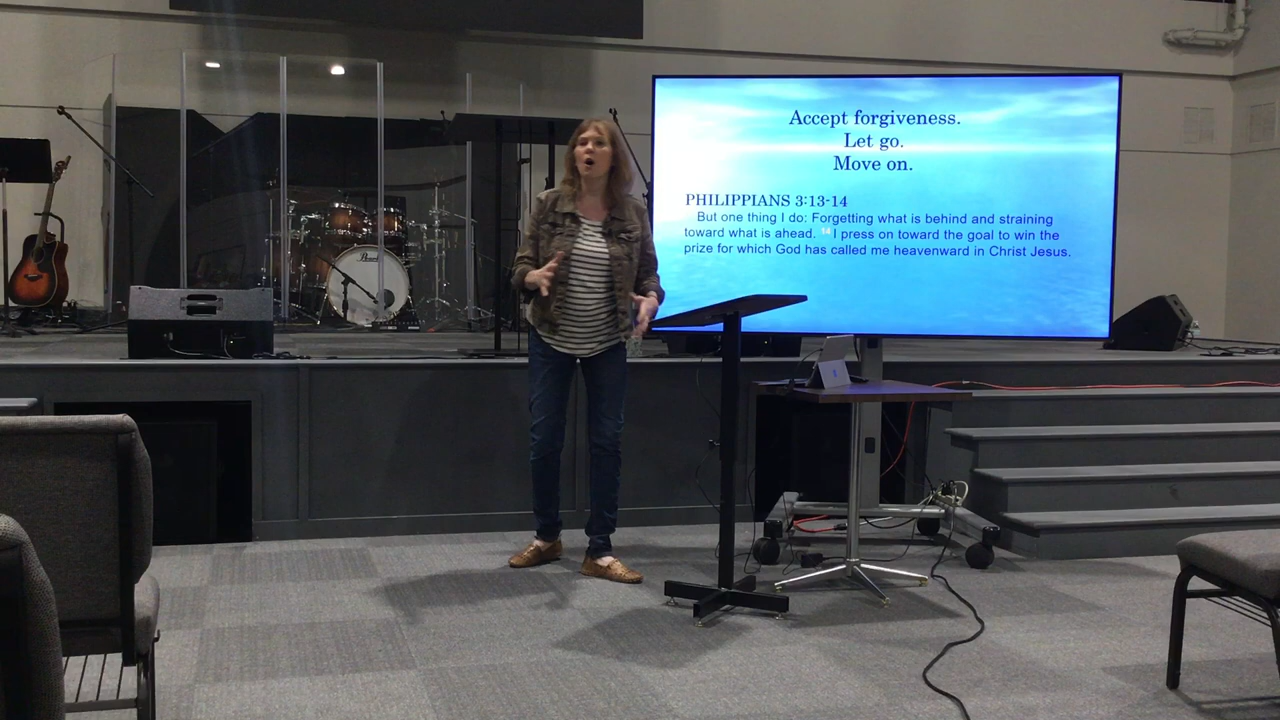 Accept forgiveness.
Let go.
Move on.
PHILIPPIANS 3:13-14
But one thing I do: Forgetting what is behind and straining
toward what is ahead. 14 I press on toward the goal to win the
prize for which God has called me heavenward in Christ Jesus.
Pearl